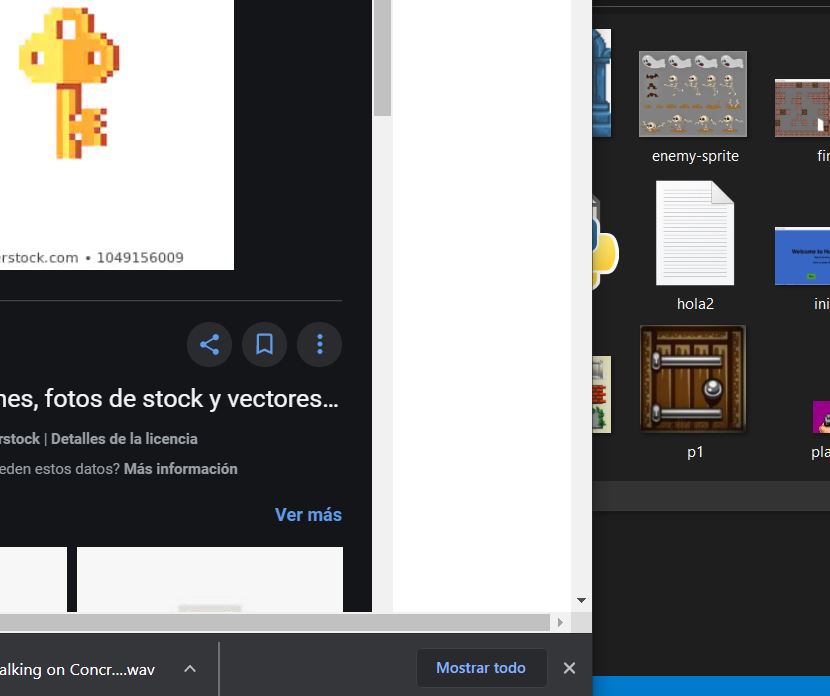 erstock.com • 1049156009
nes, fotos de stock y vectores...
rstock | Detalles de la licencia
eden estos datos? Más información
Ver más
alking on Concr....wav
Mostrar todo
enemy-sprite
fir
hola2
ini
p1
pla